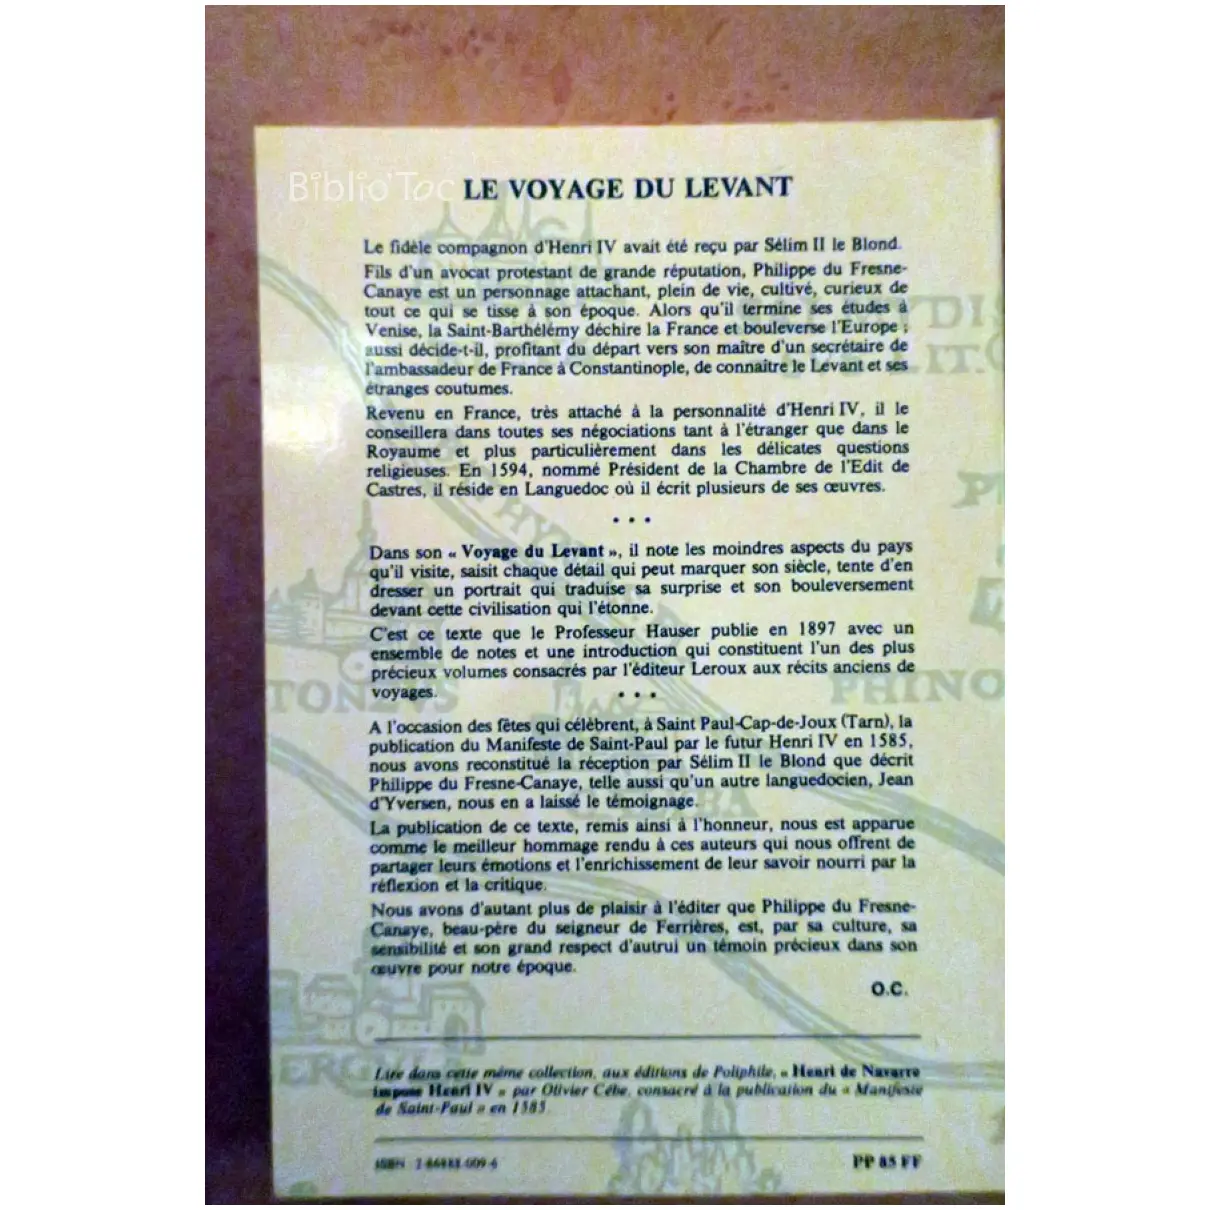 Biblio'Toc
LE VOYAGE DU LEVANT
Le fidèle compagnon d'Henri IV avait été reçu par Sélim II le Blond.
Fils d'un avocat protestant de grande réputation, Philippe du Fresne-
Canaye est un personnage attachant, plein de vie, cultivé, curieux de
tout ce qui se tisse à son époque. Alors qu'il termine ses études à
Venise, la Saint-Barthélémy déchire la France et bouleverse l'Europe ;
aussi décide-t-il, profitant du départ vers son maître d'un secrétaire de
l'ambassadeur de France à Constantinople, de connaître le Levant et ses
étranges coutumes.
Revenu en France, très attaché à la personnalité d'Henri IV, il le
conseillera dans toutes ses négociations tant à l'étranger que dans le
Royaume et plus particulièrement dans les délicates questions
religieuses. En 1594, nommé Président de la Chambre de l'Edit de
Castres, il réside en Languedoc où il écrit plusieurs de ses œuvres.
• • •
Dans son « Voyage du Levant », il note les moindres aspects du pays
qu'il visite, saisit chaque détail qui peut marquer son siècle, tente d'en
dresser un portrait qui traduise sa surprise et son bouleversement
devant cette civilisation qui l'étonne.
C'est ce texte que le Professeur Hauser publie en 1897 avec un
ensemble de notes et une introduction qui constituent l'un des plus
précieux volumes consacrés par l'éditeur Leroux aux récits anciens de
voyages.
• • •
A l'occasion des fêtes qui célèbrent, à Saint Paul-Cap-de-Joux (Tarn), la
publication du Manifeste de Saint-Paul par le futur Henri IV en 1585,
nous avons reconstitué la réception par Sélim II le Blond que décrit
Philippe du Fresne-Canaye, telle aussi qu'un autre languedocien, Jean
d'Yversen, nous en a laissé le témoignage.
La publication de ce texte, remis ainsi à l'honneur, nous est apparue
comme le meilleur hommage rendu à ces auteurs qui nous offrent de
partager leurs émotions et l'enrichissement de leur savoir nourri par la
réflexion et la critique.
Nous avons d'autant plus de plaisir à l'éditer que Philippe du Fresne-
Canaye, beau-père du seigneur de Ferrières, est, par sa culture, sa
sensibilité et son grand respect d'autrui un témoin précieux dans son
œuvre pour notre époque.
O.C.
Lire dans cette même collection, aux éditions de Poliphile, « Henri de Navarre
impose Henri IV » par Olivier Cèbe, consacré à la publication du « Manifeste
de Saint-Paul » en 1585.
ISBN
PP 85 FF
PHINO